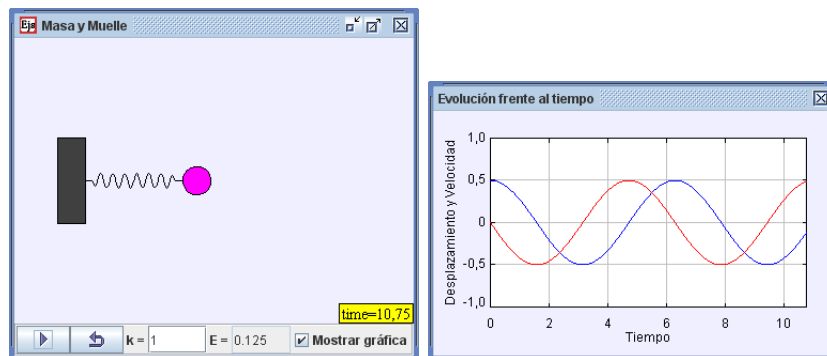 Ejs Masa y Muelle
time=10,75
k = 1 E = 0.125 Mostrar gráfica
Evolución frente al tiempo
Desplazamiento y Velocidad
1,0
0,5
0
-0,5
-1,0
0 2 4 6 8 10
Tiempo